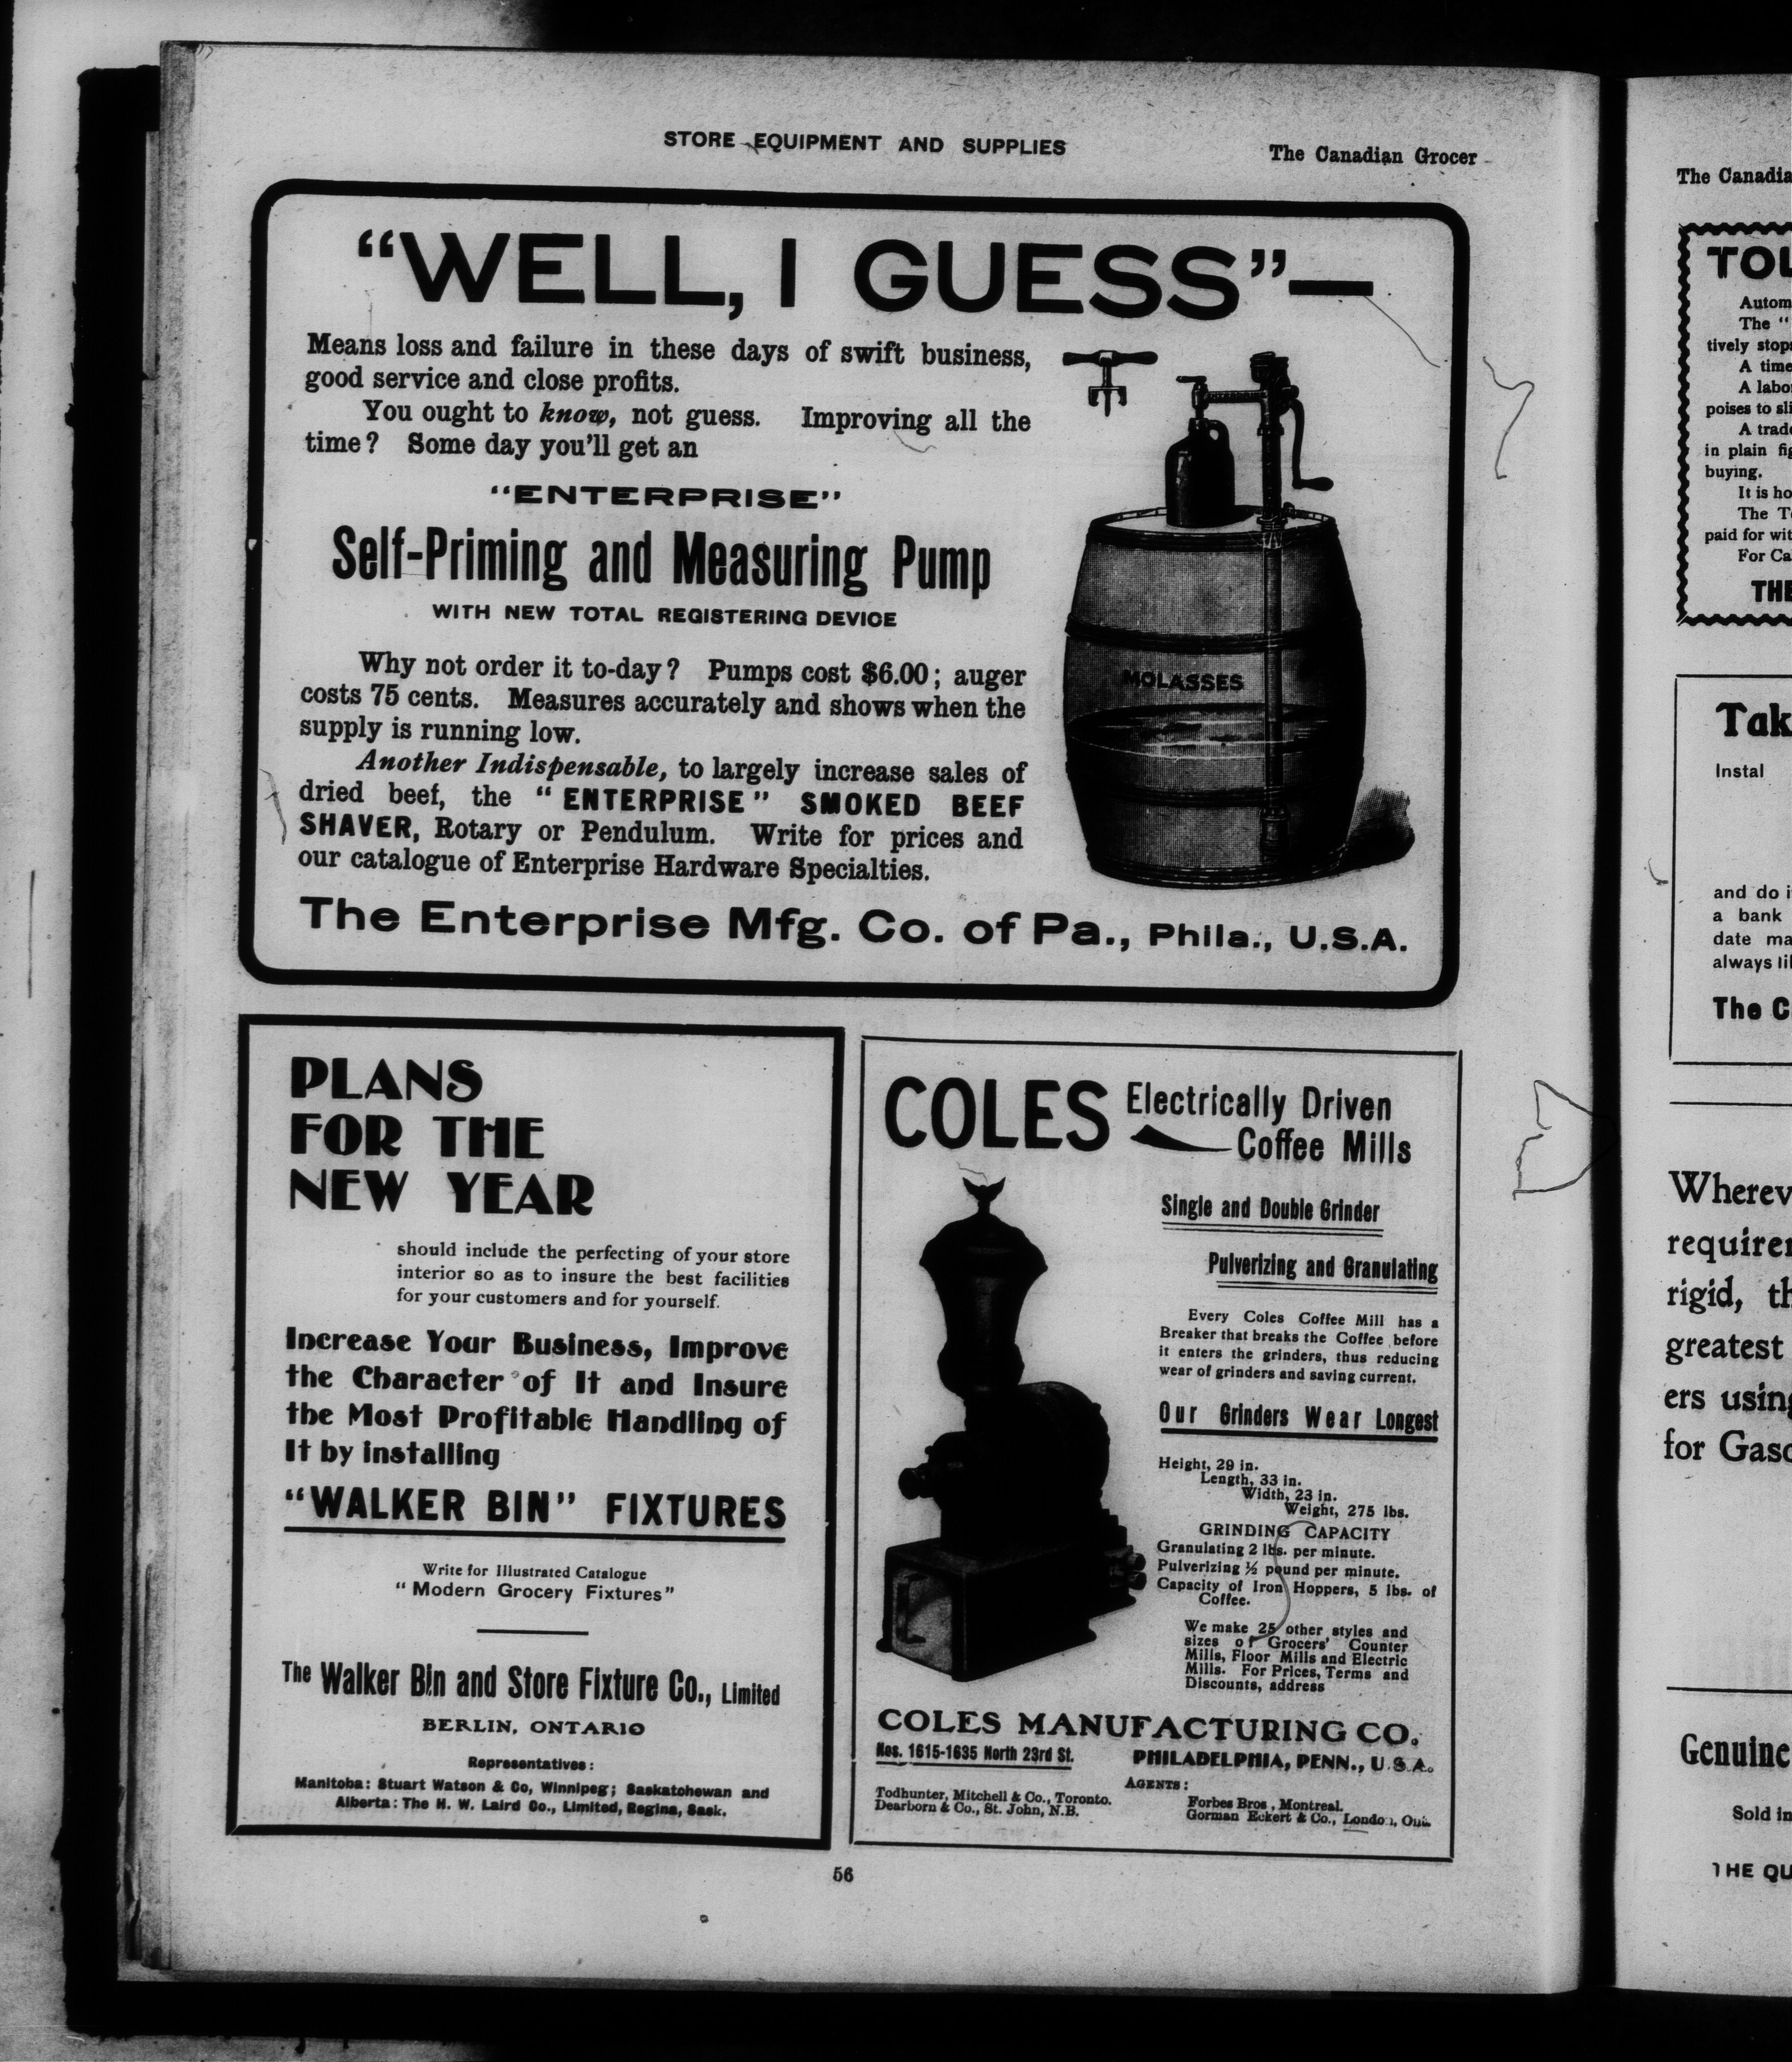 STORE EQUIPMENT AND SUPPLIES
The Canadian Grocer
"WELL, I GUESS"—
Means loss and failure in these days of swift business,
good service and close profits.
You ought to know, not guess. Improving all the
time? Some day you'll get an
"ENTERPRISE"
Self-Priming and Measuring Pump
WITH NEW TOTAL REGISTERING DEVICE
Why not order it to-day? Pumps cost $6.00; auger
costs 75 cents. Measures accurately and shows when the
supply is running low.
Another Indispensable, to largely increase sales of
dried beef, the "ENTERPRISE" SMOKED BEEF
SHAVER, Rotary or Pendulum. Write for prices and
our catalogue of Enterprise Hardware Specialties.
MOLASSES
The Enterprise Mfg. Co. of Pa., Phila., U.S.A.
PLANS
FOR THE
NEW YEAR
should include the perfecting of your store
interior so as to insure the best facilities
for your customers and for yourself.
Increase Your Business, Improve
the Character of It and Insure
the Most Profitable Handling of
It by installing
"WALKER BIN" FIXTURES
Write for Illustrated Catalogue
"Modern Grocery Fixtures"
The Walker Bin and Store Fixture Co., Limited
BERLIN, ONTARIO
Representatives:
Manitoba: Stuart Watson & Co, Winnipeg; Saskatchewan and
Alberta: The H. W. Laird Co., Limited, Regina, Sask.
COLES Electrically Driven
Coffee Mills
Single and Double Grinder
Pulverizing and Granulating
Every Coles Coffee Mill has a
Breaker that breaks the Coffee before
it enters the grinders, thus reducing
wear of grinders and saving current.
Our Grinders Wear Longest
Height, 29 in.
Length, 33 in.
Width, 23 in.
Weight, 275 lbs.
GRINDING CAPACITY
Granulating 2 lbs. per minute.
Pulverizing ½ pound per minute.
Capacity of Iron Hoppers, 5 lbs. of
Coffee.
We make 25 other styles and
sizes of Grocers' Counter
Mills, Floor Mills and Electric
Mills. For Prices, Terms and
Discounts, address
COLES MANUFACTURING CO.
Nos. 1615-1635 North 23rd St.
PHILADELPHIA, PENN., U.S.A.
AGENTS:
Todhunter, Mitchell & Co., Toronto.
Dearborn & Co., St. John, N.B.
Forbes Bros, Montreal.
Gorman Eckert & Co., London, Ont.
56
The Canadia
TOL
Autom
The "
tively stops
A time
A labo
poises to sli
A trade
in plain fig
buying.
It is ho
The T
paid for wit
For Ca
THE
Tak
Instal
and do i
a bank
date ma
always lik
The C
Wherev
requirem
rigid, th
greatest
ers using
for Gaso
Genuine
Sold in
THE QU